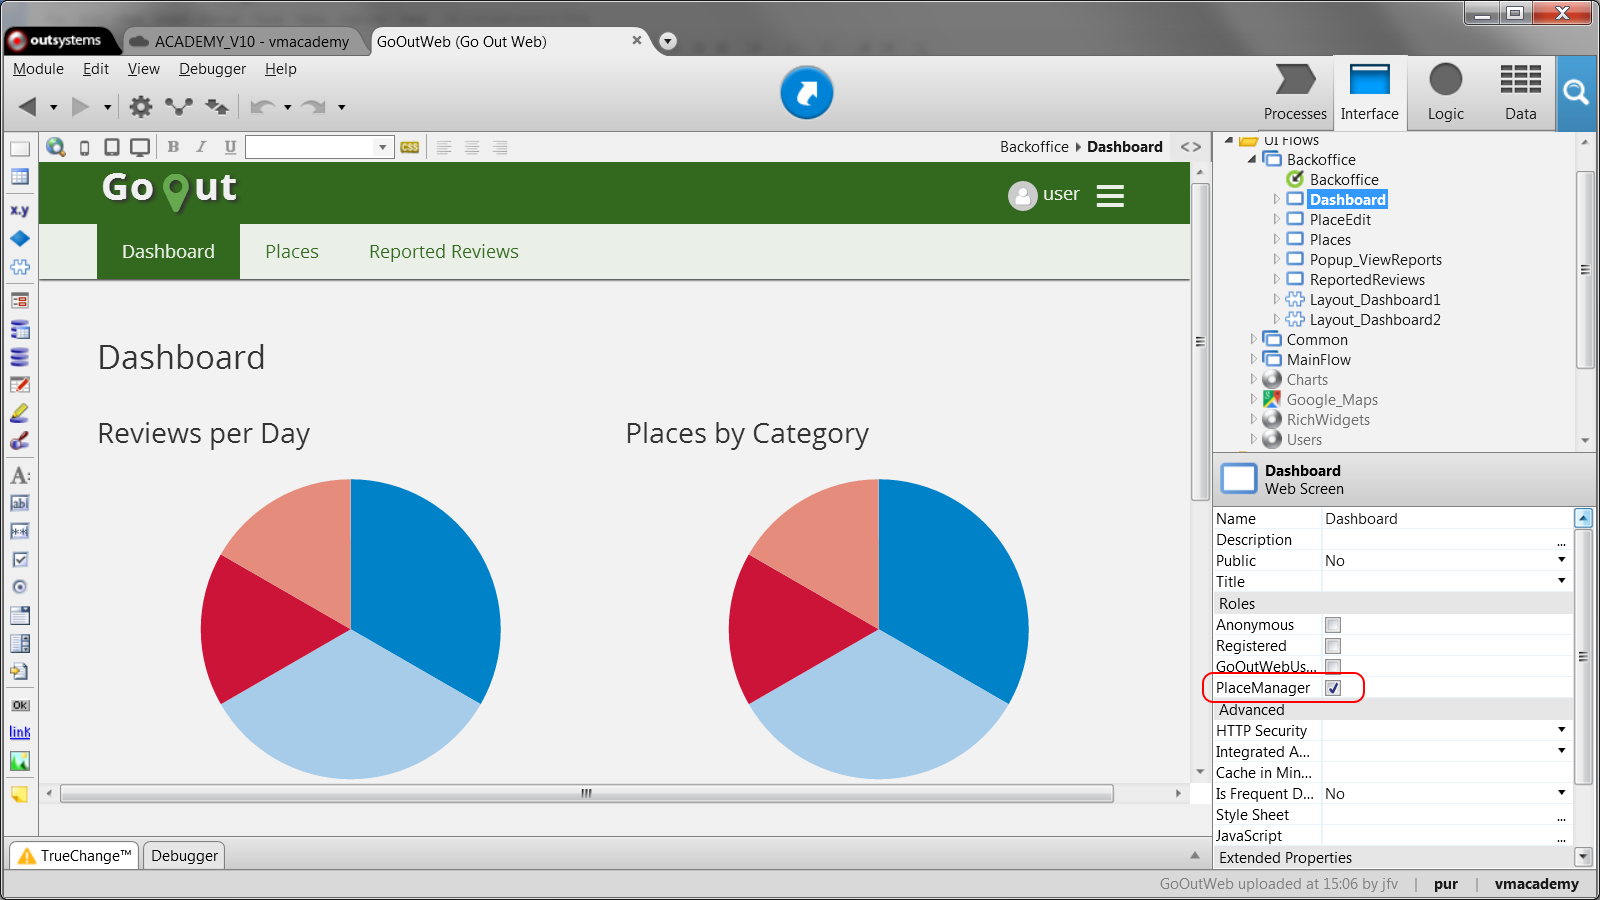 outsystems
ACADEMY_V10 - vmacademy
GoOutWeb (Go Out Web)
Module Edit View Debugger Help
Processes Interface Logic Data
B I U
CSS
Backoffice Dashboard <>
Go ut
user
Dashboard Places Reported Reviews
Dashboard
Reviews per Day
Places by Category
x.y
A:
ab
Ok
link
UI Flows
Backoffice
Backoffice
Dashboard
PlaceEdit
Places
Popup_ViewReports
ReportedReviews
Layout_Dashboard1
Layout_Dashboard2
Common
MainFlow
Charts
Google_Maps
RichWidgets
Users
Dashboard
Web Screen
Name Dashboard
Description ...
Public No
Title
Roles
Anonymous
Registered
GoOutWebUs...
PlaceManager
Advanced
HTTP Security
Integrated A...
Cache in Min...
Is Frequent D... No
Style Sheet ...
JavaScript ...
Extended Properties
TrueChange™ Debugger
GoOutWeb uploaded at 15:06 by jfv | pur | vmacademy